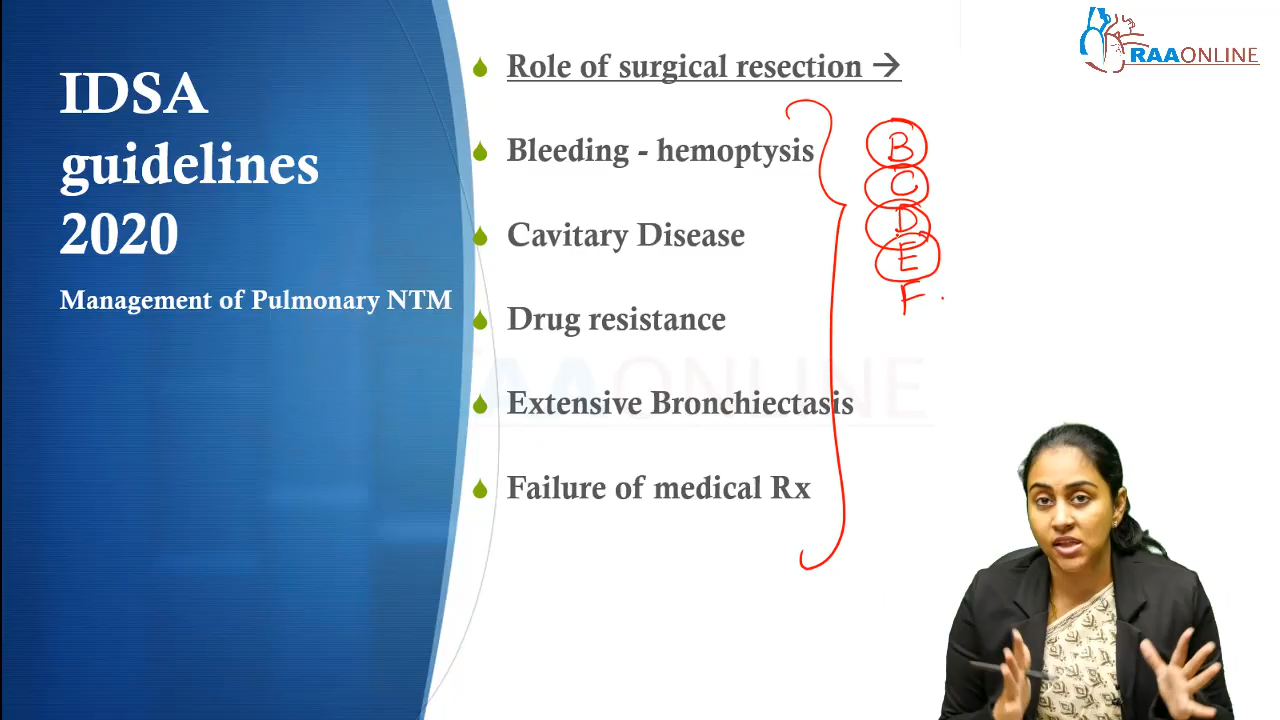 IDSA
guidelines
2020
Management of Pulmonary NTM
Role of surgical resection →
Bleeding - hemoptysis
Cavitary Disease
Drug resistance
Extensive Bronchiectasis
Failure of medical Rx
B
C
D
E
F
RAAONLINE
RAAONLINE